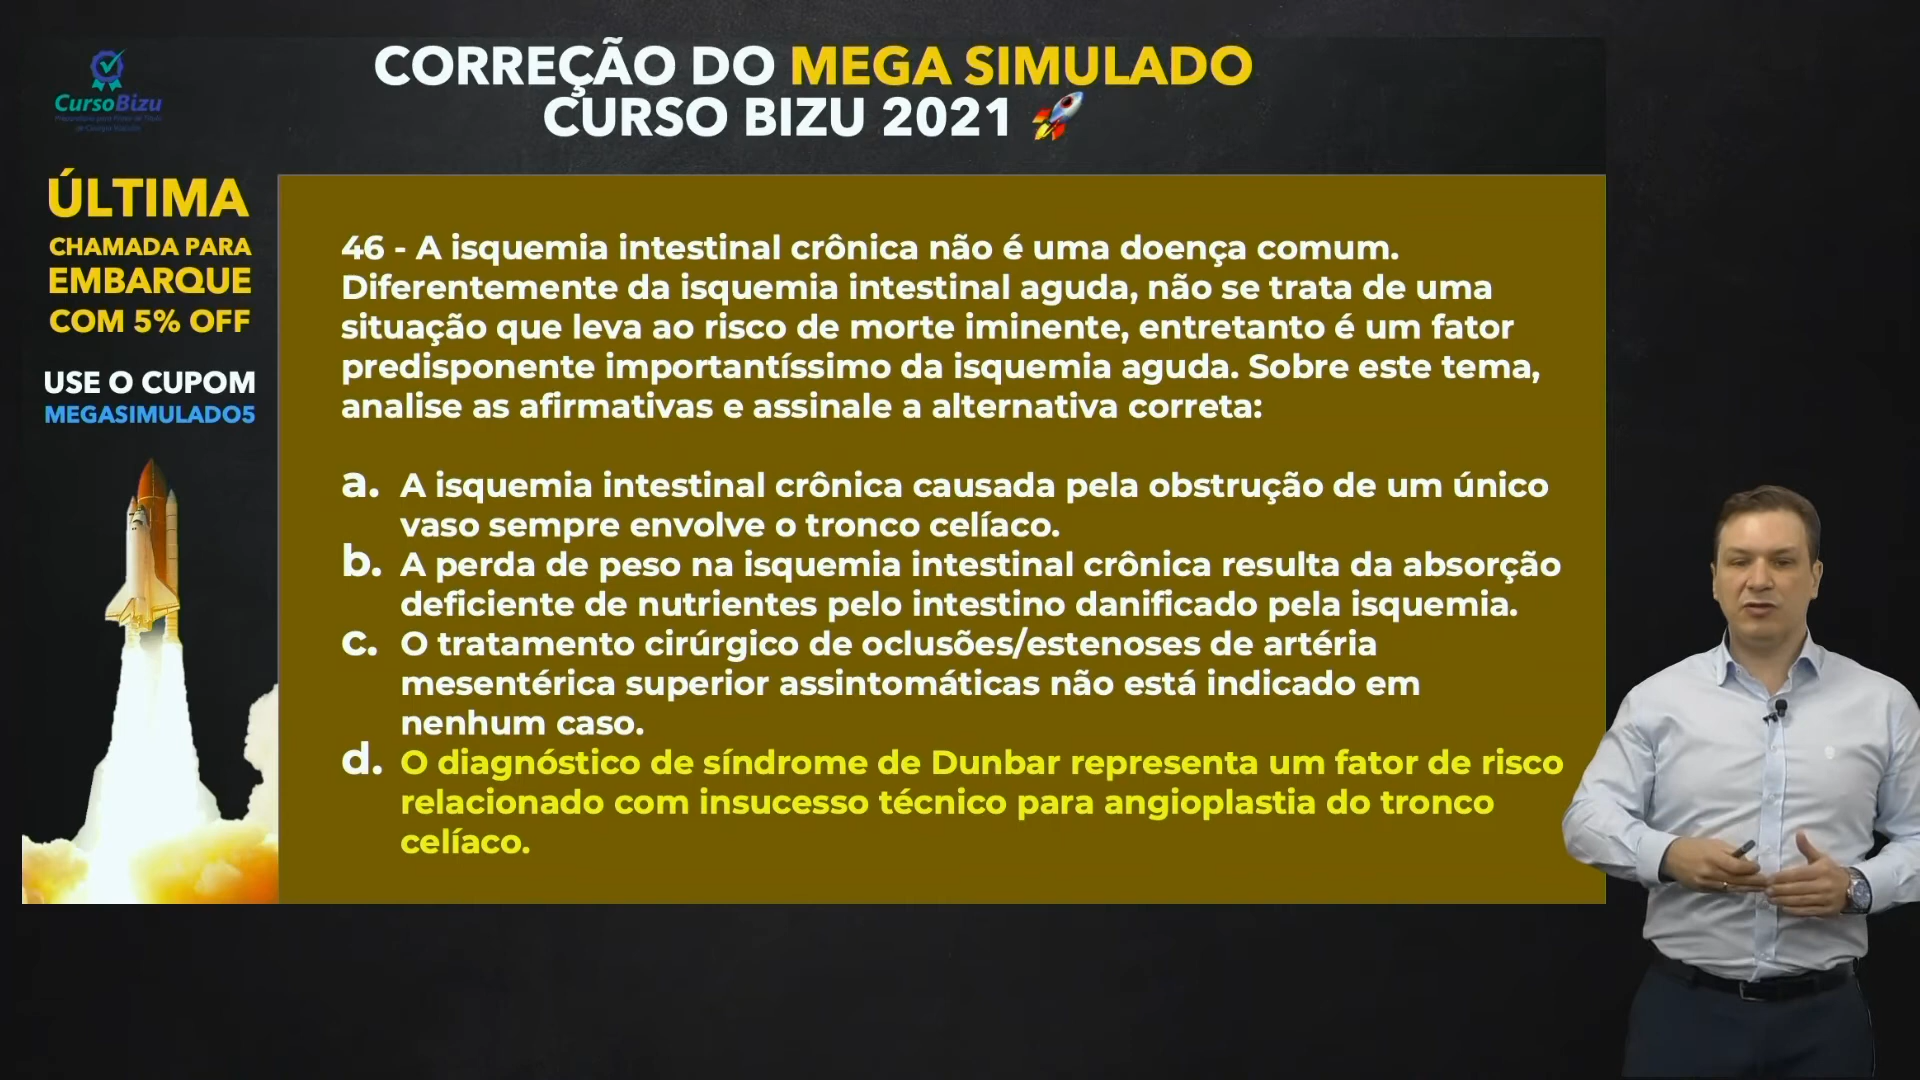 CORREÇÃO DO MEGA SIMULADO
CURSO BIZU 2021
CursoBizu
ÚLTIMA
CHAMADA PARA
EMBARQUE
COM 5% OFF
USE O CUPOM
MEGASIMULADO5
46 - A isquemia intestinal crônica não é uma doença comum.
Diferentemente da isquemia intestinal aguda, não se trata de uma
situação que leva ao risco de morte iminente, entretanto é um fator
predisponente importantíssimo da isquemia aguda. Sobre este tema,
analise as afirmativas e assinale a alternativa correta:
a. A isquemia intestinal crônica causada pela obstrução de um único
vaso sempre envolve o tronco celíaco.
b. A perda de peso na isquemia intestinal crônica resulta da absorção
deficiente de nutrientes pelo intestino danificado pela isquemia.
c. O tratamento cirúrgico de oclusões/estenoses de artéria
mesentérica superior assintomáticas não está indicado em
nenhum caso.
d. O diagnóstico de síndrome de Dunbar representa um fator de risco
relacionado com insucesso técnico para angioplastia do tronco
celíaco.